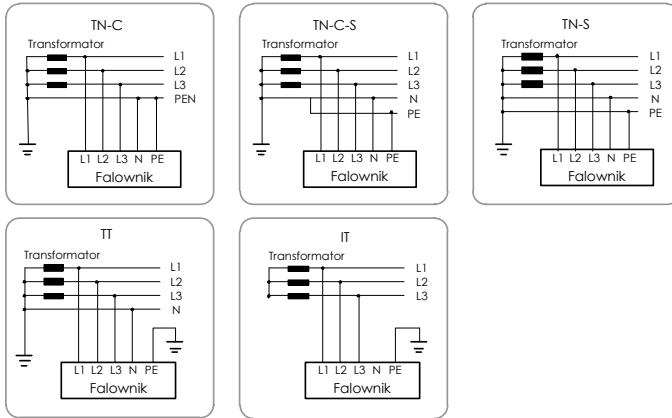 TN-C
Transformator
L1
L2
L3
PEN
L1 L2 L3 N PE
Falownik
TN-C-S
Transformator
L1
L2
L3
N
PE
L1 L2 L3 N PE
Falownik
TN-S
Transformator
L1
L2
L3
N
PE
L1 L2 L3 N PE
Falownik
TT
Transformator
L1
L2
L3
N
L1 L2 L3 N PE
Falownik
IT
Transformator
L1
L2
L3
L1 L2 L3 N PE
Falownik